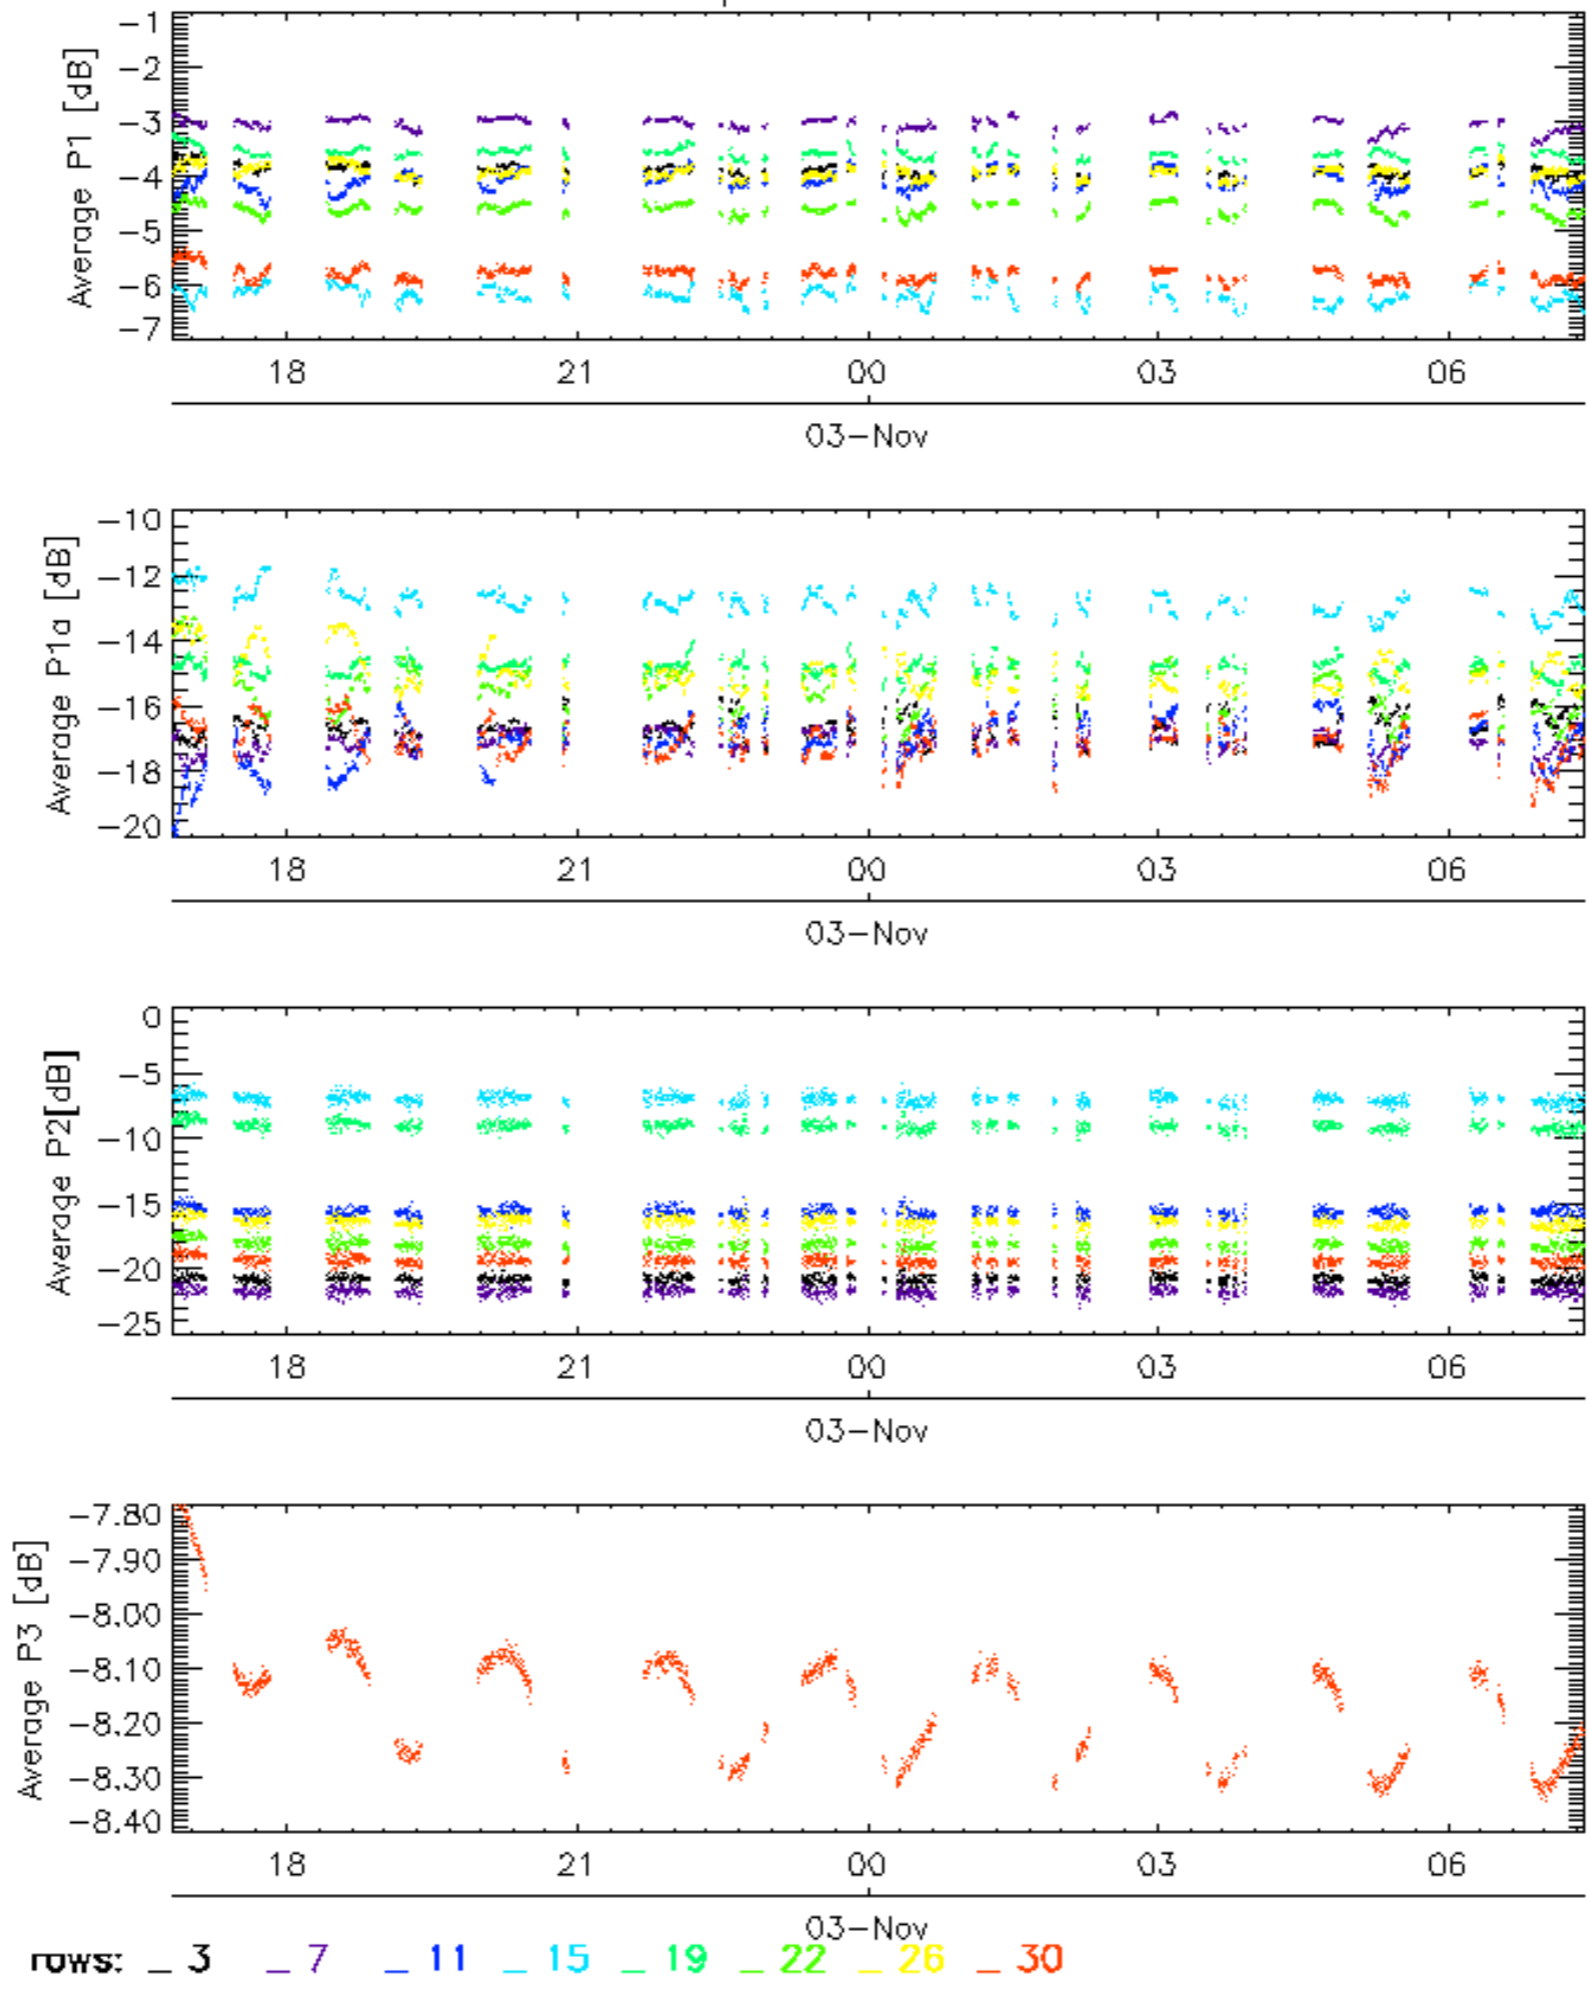 Average P1 [dB]
-1
-2
-3
-4
-5
-6
-7
18 21 00 03 06
03-Nov
Average P1a [dB]
-10
-12
-14
-16
-18
-20
18 21 00 03 06
03-Nov
Average P2[dB]
0
-5
-10
-15
-20
-25
18 21 00 03 06
03-Nov
Average P3 [dB]
-7.80
-7.90
-8.00
-8.10
-8.20
-8.30
-8.40
18 21 00 03 06
03-Nov
rows: _ 3 _ 7 _ 11 _ 15 _ 19 _ 22 _ 26 _ 30